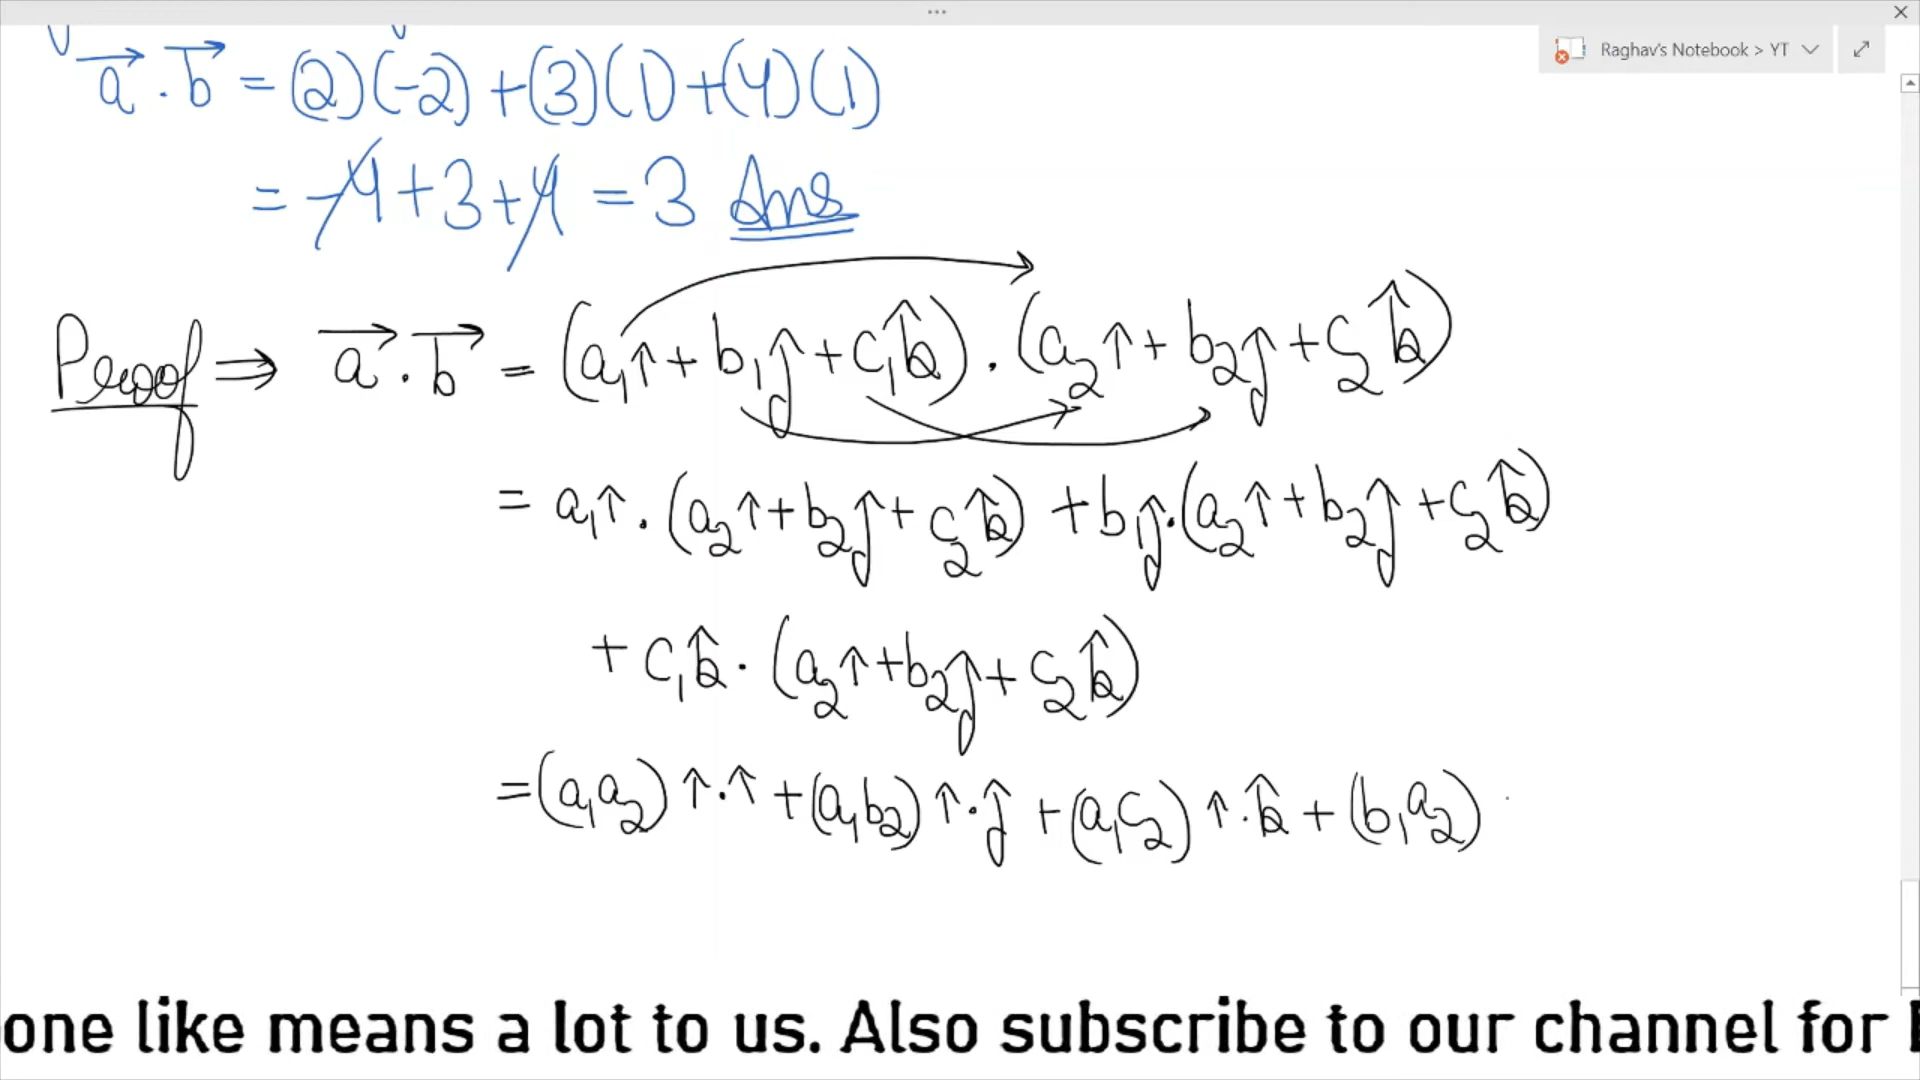 Raghav's Notebook > YT
a⃗ . b⃗ = (2)(-2) + (3)(1) + (4)(1)
= -4 + 3 + 4 = 3 Ans
Proof ⇒ a⃗ . b⃗ = (a₁î + b₁ĵ + c₁k̂) . (a₂î + b₂ĵ + c₂k̂)
= a₁î . (a₂î + b₂ĵ + c₂k̂) + b₁ĵ . (a₂î + b₂ĵ + c₂k̂)
+ c₁k̂ . (a₂î + b₂ĵ + c₂k̂)
= (a₁a₂) î . î + (a₁b₂) î . ĵ + (a₁c₂) î . k̂ + (b₁a₂)
one like means a lot to us. Also subscribe to our channel for